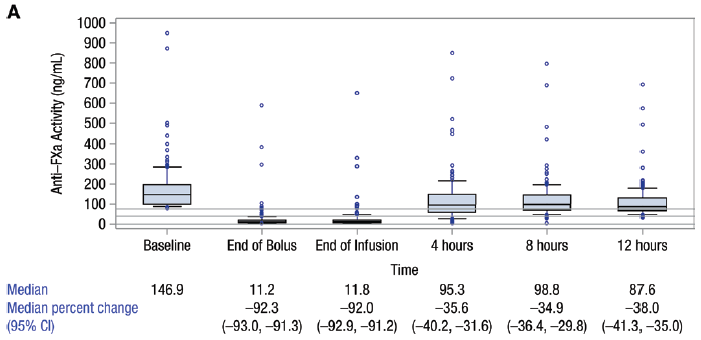 A
Anti–FXa Activity (ng/mL)
1000
900
800
700
600
500
400
300
200
100
0
Baseline End of Bolus End of Infusion 4 hours 8 hours 12 hours
Time
Median 146.9 11.2 11.8 95.3 98.8 87.6
Median percent change –92.3 –92.0 –35.6 –34.9 –38.0
(95% CI) (–93.0, –91.3) (–92.9, –91.2) (–40.2, –31.6) (–36.4, –29.8) (–41.3, –35.0)